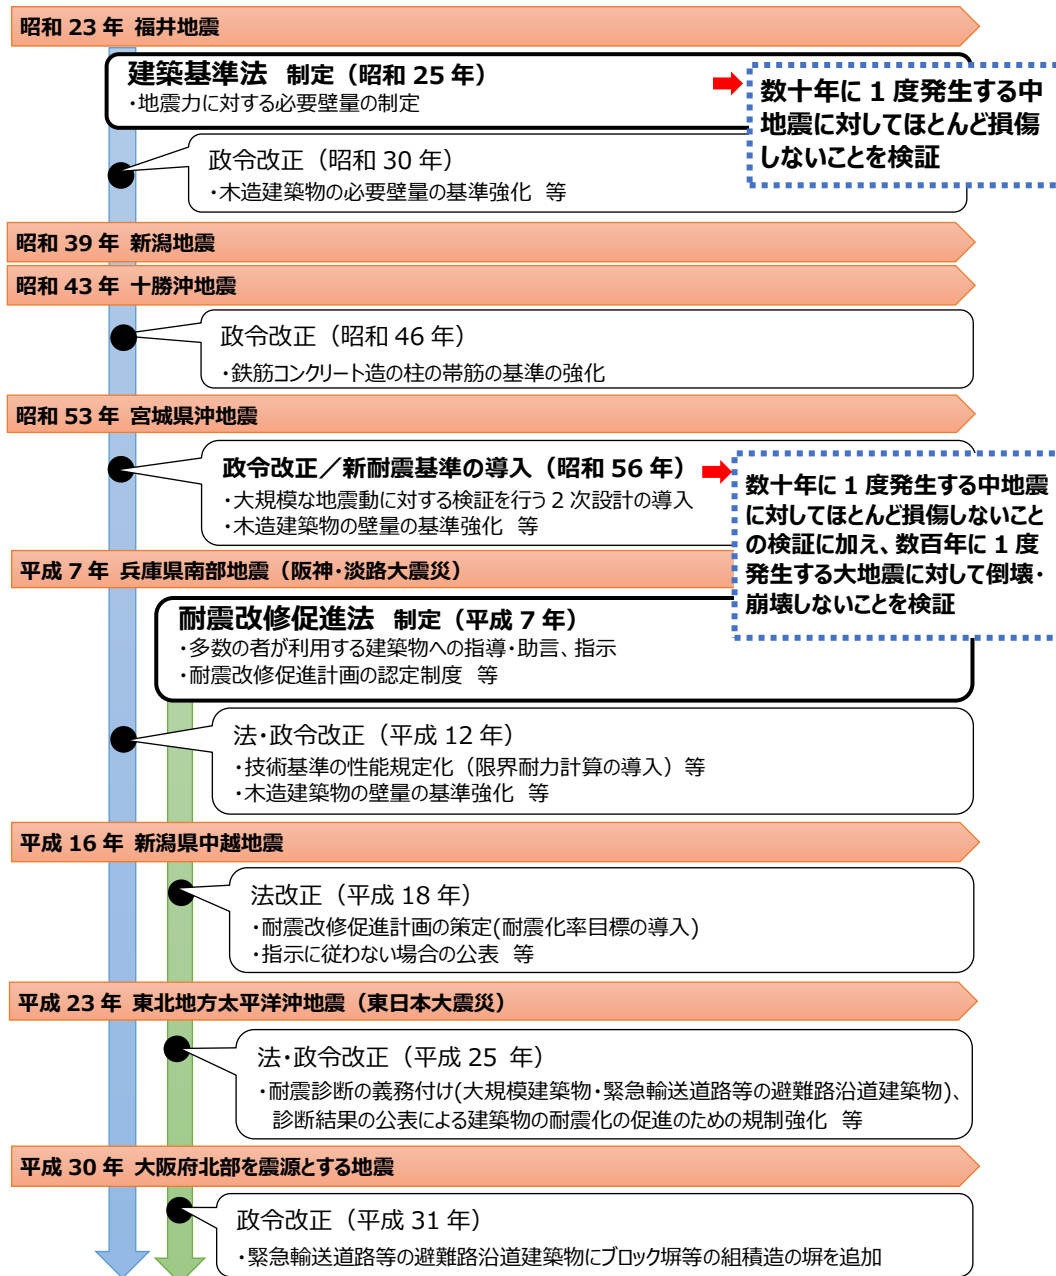 昭和 23 年 福井地震
建築基準法 制定（昭和 25 年）
・地震力に対する必要壁量の制定
数十年に 1 度発生する中
地震に対してほとんど損傷
しないことを検証
政令改正（昭和 30 年）
・木造建築物の必要壁量の基準強化 等
昭和 39 年 新潟地震
昭和 43 年 十勝沖地震
政令改正（昭和 46 年）
・鉄筋コンクリート造の柱の帯筋の基準の強化
昭和 53 年 宮城県沖地震
政令改正／新耐震基準の導入（昭和 56 年）
・大規模な地震動に対する検証を行う 2 次設計の導入
・木造建築物の壁量の基準強化 等
数十年に 1 度発生する中地震
に対してほとんど損傷しないこと
の検証に加え、数百年に 1 度
発生する大地震に対して倒壊・
崩壊しないことを検証
平成 7 年 兵庫県南部地震（阪神・淡路大震災）
耐震改修促進法 制定（平成 7 年）
・多数の者が利用する建築物への指導・助言、指示
・耐震改修促進計画の認定制度 等
法・政令改正（平成 12 年）
・技術基準の性能規定化（限界耐力計算の導入）等
・木造建築物の壁量の基準強化 等
平成 16 年 新潟県中越地震
法改正（平成 18 年）
・耐震改修促進計画の策定(耐震化率目標の導入)
・指示に従わない場合の公表 等
平成 23 年 東北地方太平洋沖地震（東日本大震災）
法・政令改正（平成 25 年）
・耐震診断の義務付け(大規模建築物・緊急輸送道路等の避難路沿道建築物)、
診断結果の公表による建築物の耐震化の促進のための規制強化 等
平成 30 年 大阪府北部を震源とする地震
政令改正（平成 31 年）
・緊急輸送道路等の避難路沿道建築物にブロック塀等の組積造の塀を追加